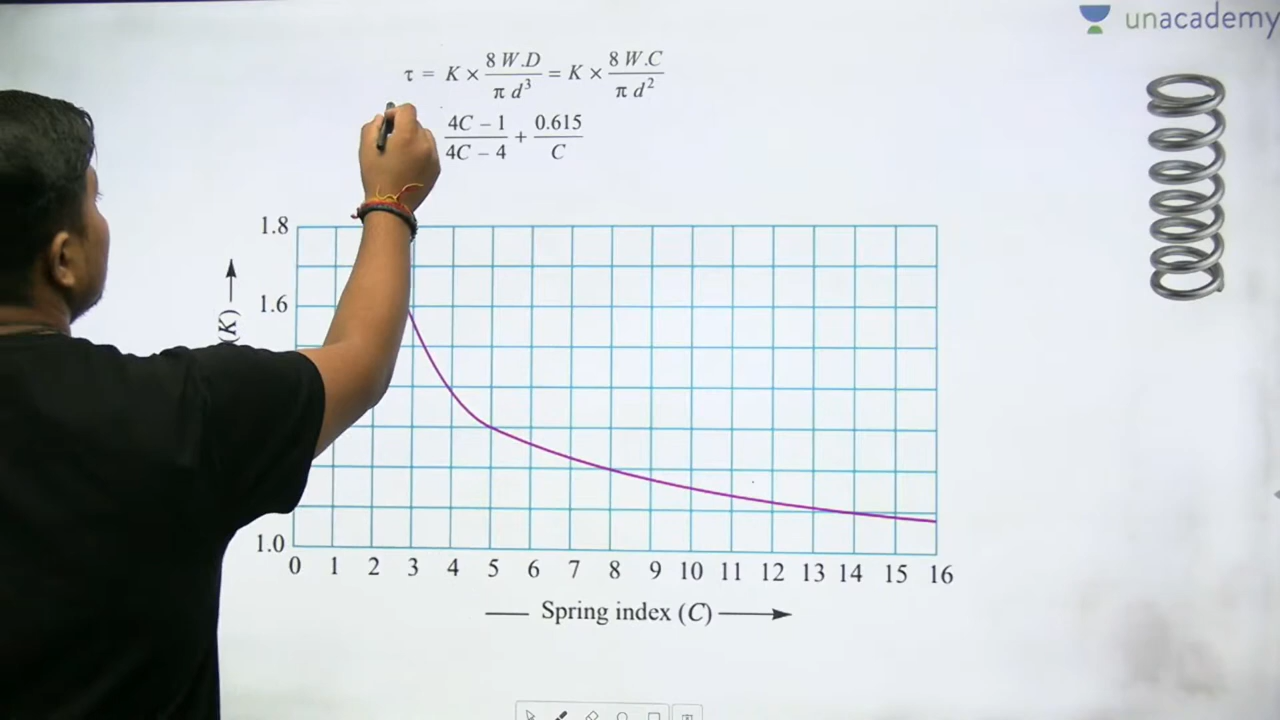 unacademy
τ = K × 8 W.D / π d³ = K × 8 W.C / π d²
4C – 1 / 4C – 4 + 0.615 / C
1.8
1.6
(K)
1.0
0 1 2 3 4 5 6 7 8 9 10 11 12 13 14 15 16
Spring index (C)